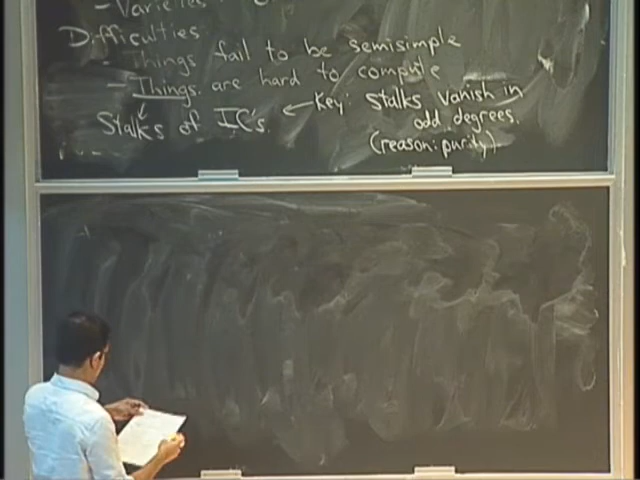 - Varieties
Difficulties
- Things fail to be semisimple
- Things are hard to compute
Stalks of IC's. ← Key: Stalks vanish in
odd degrees.
(reason: purity)